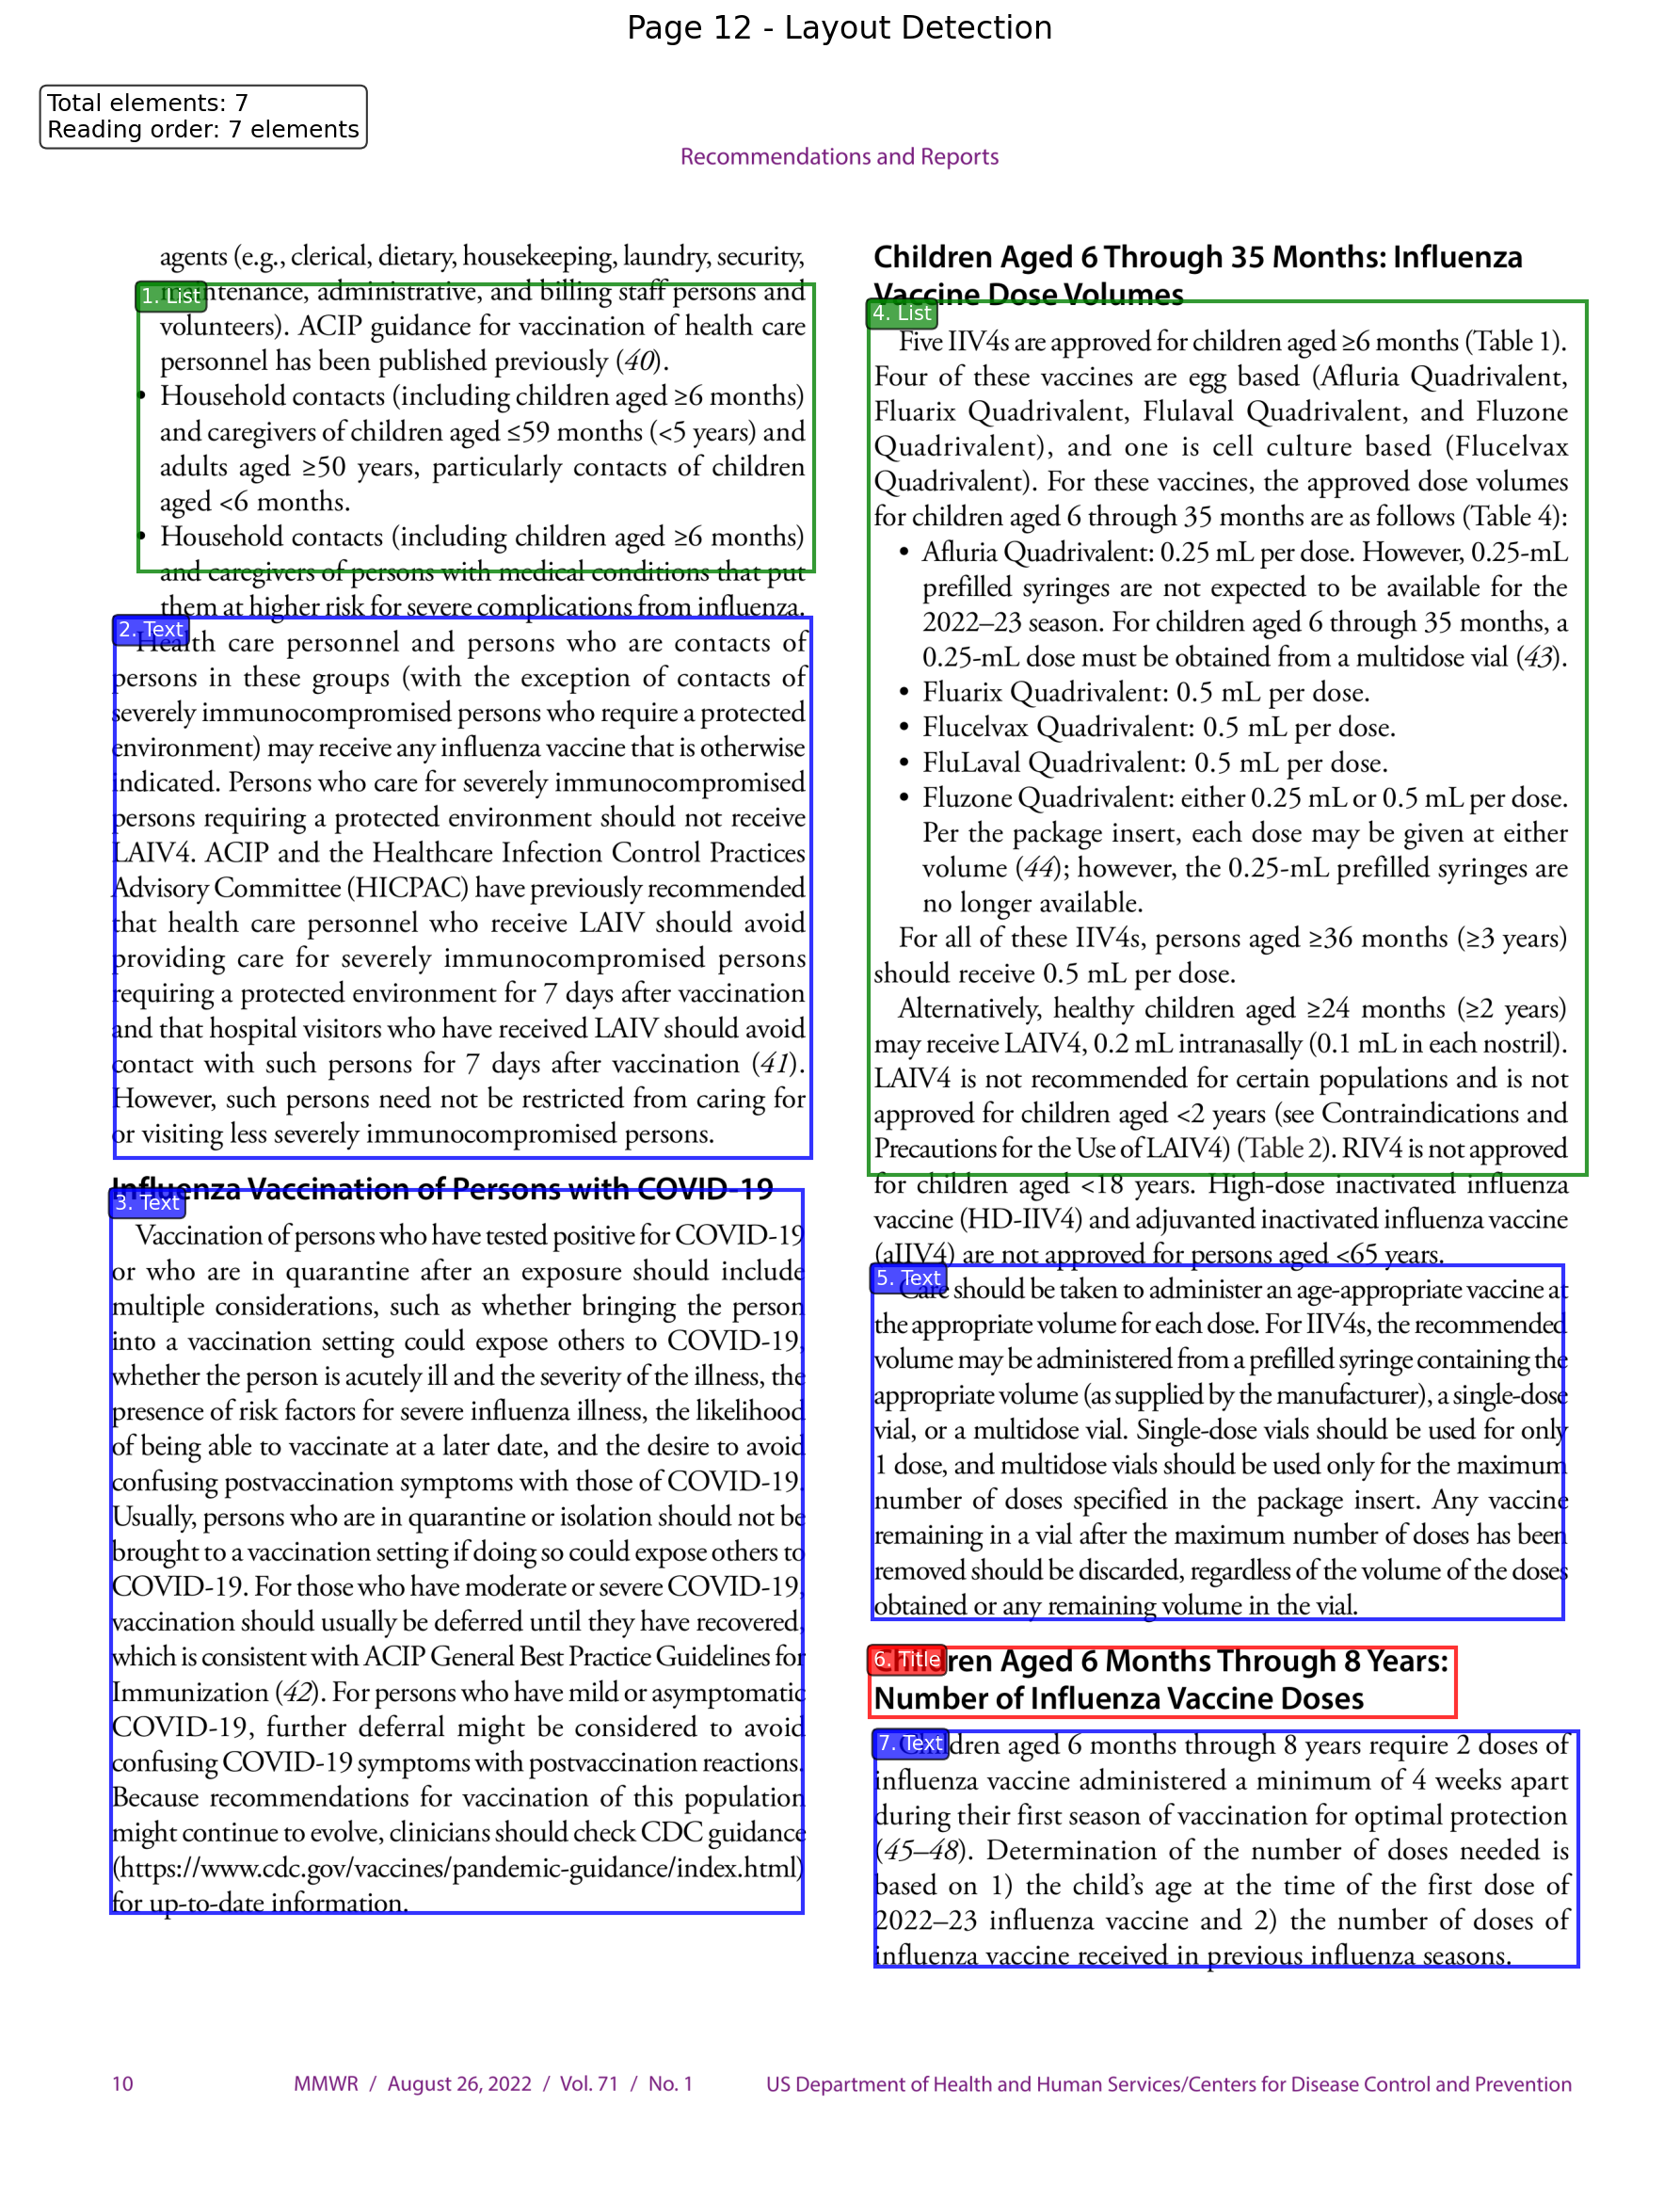 Page 12 - Layout Detection
Total elements: 7
Reading order: 7 elements
Recommendations and Reports
agents (e.g., clerical, dietary, housekeeping, laundry, security,
1. List
maintenance, administrative, and billing staff persons and
volunteers). ACIP guidance for vaccination of health care
personnel has been published previously (40).
• Household contacts (including children aged ≥6 months)
and caregivers of children aged ≤59 months (<5 years) and
adults aged ≥50 years, particularly contacts of children
aged <6 months.
• Household contacts (including children aged ≥6 months)
and caregivers of persons with medical conditions that put
them at higher risk for severe complications from influenza.
2. Text
Health care personnel and persons who are contacts of
persons in these groups (with the exception of contacts of
severely immunocompromised persons who require a protected
environment) may receive any influenza vaccine that is otherwise
indicated. Persons who care for severely immunocompromised
persons requiring a protected environment should not receive
LAIV4. ACIP and the Healthcare Infection Control Practices
Advisory Committee (HICPAC) have previously recommended
that health care personnel who receive LAIV should avoid
providing care for severely immunocompromised persons
requiring a protected environment for 7 days after vaccination
and that hospital visitors who have received LAIV should avoid
contact with such persons for 7 days after vaccination (41).
However, such persons need not be restricted from caring for
or visiting less severely immunocompromised persons.
Influenza Vaccination of Persons with COVID-19
3. Text
Vaccination of persons who have tested positive for COVID-19
or who are in quarantine after an exposure should include
multiple considerations, such as whether bringing the person
into a vaccination setting could expose others to COVID-19,
whether the person is acutely ill and the severity of the illness, the
presence of risk factors for severe influenza illness, the likelihood
of being able to vaccinate at a later date, and the desire to avoid
confusing postvaccination symptoms with those of COVID-19.
Usually, persons who are in quarantine or isolation should not be
brought to a vaccination setting if doing so could expose others to
COVID-19. For those who have moderate or severe COVID-19,
vaccination should usually be deferred until they have recovered,
which is consistent with ACIP General Best Practice Guidelines for
Immunization (42). For persons who have mild or asymptomatic
COVID-19, further deferral might be considered to avoid
confusing COVID-19 symptoms with postvaccination reactions.
Because recommendations for vaccination of this population
might continue to evolve, clinicians should check CDC guidance
(https://www.cdc.gov/vaccines/pandemic-guidance/index.html)
for up-to-date information.
Children Aged 6 Through 35 Months: Influenza
Vaccine Dose Volumes
4. List
Five IIV4s are approved for children aged ≥6 months (Table 1).
Four of these vaccines are egg based (Afluria Quadrivalent,
Fluarix Quadrivalent, Flulaval Quadrivalent, and Fluzone
Quadrivalent), and one is cell culture based (Flucelvax
Quadrivalent). For these vaccines, the approved dose volumes
for children aged 6 through 35 months are as follows (Table 4):
• Afluria Quadrivalent: 0.25 mL per dose. However, 0.25-mL
prefilled syringes are not expected to be available for the
2022–23 season. For children aged 6 through 35 months, a
0.25-mL dose must be obtained from a multidose vial (43).
• Fluarix Quadrivalent: 0.5 mL per dose.
• Flucelvax Quadrivalent: 0.5 mL per dose.
• FluLaval Quadrivalent: 0.5 mL per dose.
• Fluzone Quadrivalent: either 0.25 mL or 0.5 mL per dose.
Per the package insert, each dose may be given at either
volume (44); however, the 0.25-mL prefilled syringes are
no longer available.
For all of these IIV4s, persons aged ≥36 months (≥3 years)
should receive 0.5 mL per dose.
Alternatively, healthy children aged ≥24 months (≥2 years)
may receive LAIV4, 0.2 mL intranasally (0.1 mL in each nostril).
LAIV4 is not recommended for certain populations and is not
approved for children aged <2 years (see Contraindications and
Precautions for the Use of LAIV4) (Table 2). RIV4 is not approved
for children aged <18 years. High-dose inactivated influenza
vaccine (HD-IIV4) and adjuvanted inactivated influenza vaccine
(aIIV4) are not approved for persons aged <65 years.
5. Text
Care should be taken to administer an age-appropriate vaccine at
the appropriate volume for each dose. For IIV4s, the recommended
volume may be administered from a prefilled syringe containing the
appropriate volume (as supplied by the manufacturer), a single-dose
vial, or a multidose vial. Single-dose vials should be used for only
1 dose, and multidose vials should be used only for the maximum
number of doses specified in the package insert. Any vaccine
remaining in a vial after the maximum number of doses has been
removed should be discarded, regardless of the volume of the doses
obtained or any remaining volume in the vial.
6. Title
Children Aged 6 Months Through 8 Years:
Number of Influenza Vaccine Doses
7. Text
Children aged 6 months through 8 years require 2 doses of
influenza vaccine administered a minimum of 4 weeks apart
during their first season of vaccination for optimal protection
(45–48). Determination of the number of doses needed is
based on 1) the child's age at the time of the first dose of
2022–23 influenza vaccine and 2) the number of doses of
influenza vaccine received in previous influenza seasons.
10 MMWR / August 26, 2022 / Vol. 71 / No. 1 US Department of Health and Human Services/Centers for Disease Control and Prevention